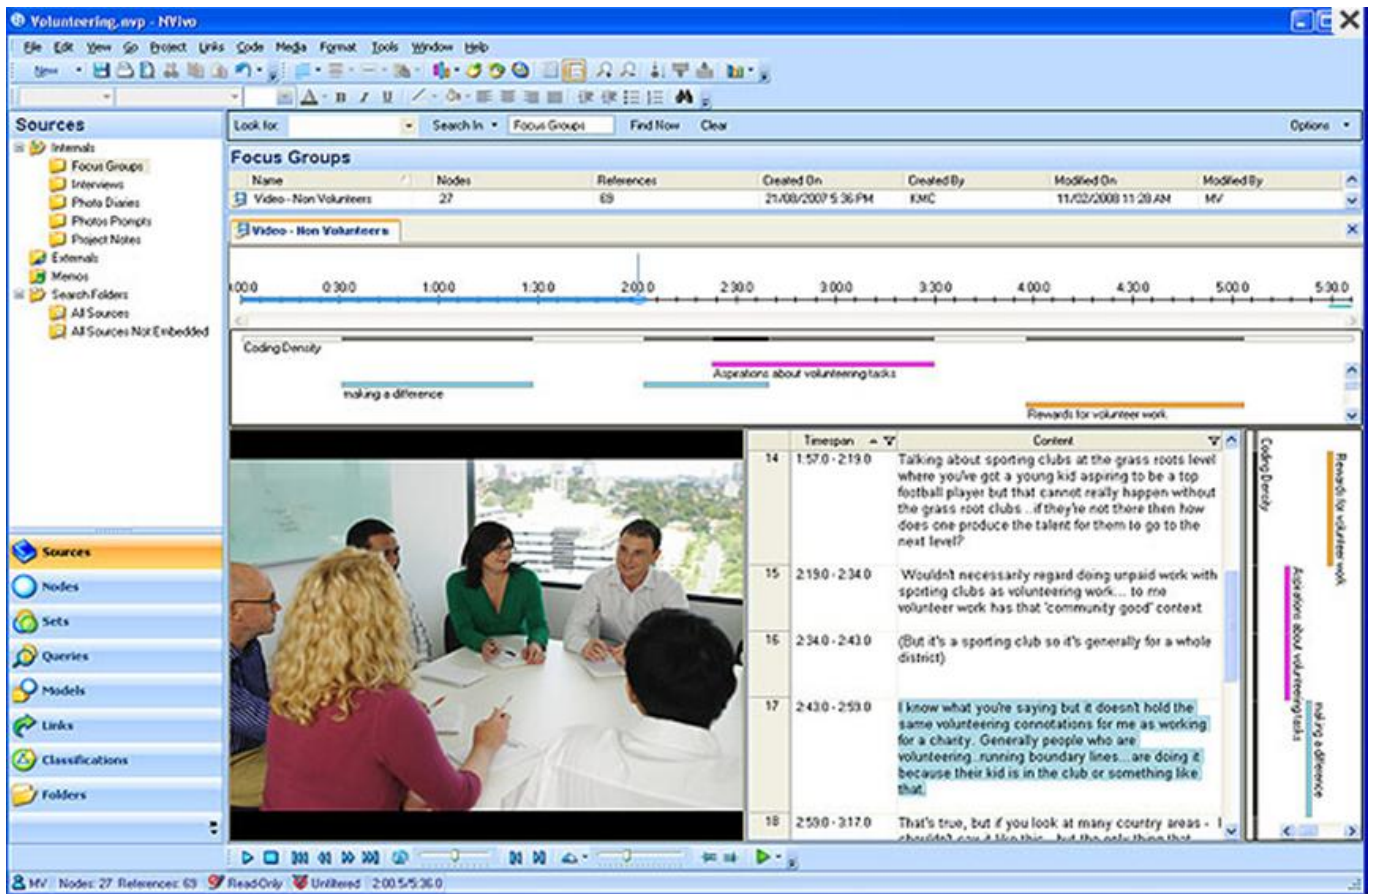 Volunteering.nvp - NVivo
File Edit View Go Project Links Code Media Format Tools Window Help
New
A B I U
Sources
Internals
Focus Groups
Interviews
Photo Diaries
Photos Prompts
Project Notes
Externals
Memos
Search Folders
All Sources
All Sources Not Embedded
Sources
Nodes
Sets
Queries
Models
Links
Classifications
Folders
Look for: Search In Focus Groups Find Now Clear Options
Focus Groups
Name Nodes References Created On Created By Modified On Modified By
Video - Non Volunteers 27 69 21/08/2007 5:36 PM KMC 11/02/2008 11:28 AM MV
Video - Non Volunteers
0:30.0 1:00.0 1:30.0 2:00.0 2:30.0 3:00.0 3:30.0 4:00.0 4:30.0 5:00.0 5:30.0
Coding Density
Aspirations about volunteering tasks
making a difference
Rewards for volunteer work
Timespan Content
14 1:57.0 - 2:19.0 Talking about sporting clubs at the grass roots level
where you've got a young kid aspiring to be a top
football player but that cannot really happen without
the grass root clubs ..if they're not there then how
does one produce the talent for them to go to the
next level?
15 2:19.0 - 2:34.0 Wouldn't necessarily regard doing unpaid work with
sporting clubs as volunteering work... to me
volunteer work has that 'community good' context
16 2:34.0 - 2:43.0 (But it's a sporting club so it's generally for a whole
district)
17 2:43.0 - 2:59.0 I know what you're saying but it doesn't hold the
same volunteering connotations for me as working
for a charity. Generally people who are
volunteering..running boundary lines...are doing it
because their kid is in the club or something like
that.
18 2:59.0 - 3:17.0 That's true, but if you look at many country areas - I
Coding Density
Rewards for volunteer work
Aspirations about volunteering tasks
making a difference
MV Nodes: 27 References: 69 Read-Only Unfiltered 2:00.5/5:36.0